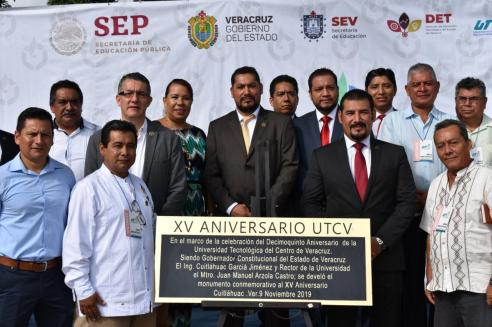 SEP
SECRETARÍA DE
EDUCACIÓN PÚBLICA
VERACRUZ
GOBIERNO
DEL ESTADO
SEV
Secretaría
de Educación
DET
XV ANIVERSARIO UTCV
En el marco de la celebración del Decimoquinto Aniversario de la
Universidad Tecnológica del Centro de Veracruz.
Siendo Gobernador Constitucional del Estado de Veracruz
El Ing. Cuitláhuac García Jiménez y Rector de la Universidad
el Mtro. Juan Manuel Arzola Castro; se develó el
monumento conmemorativo al XV Aniversario
Cuitláhuac .Ver.9 Noviembre 2019